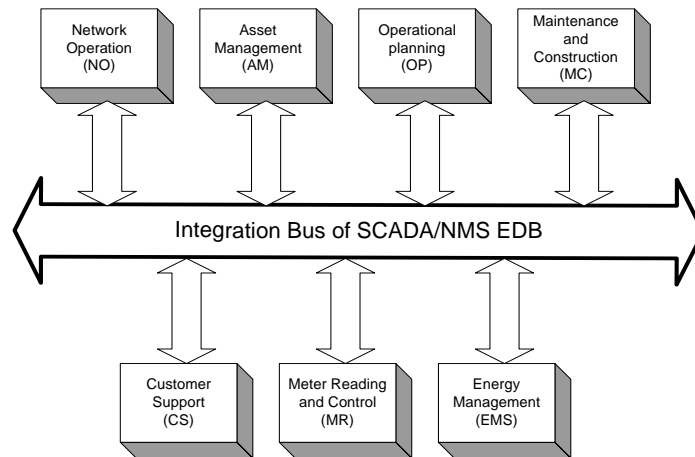 Network
Operation
(NO)
Asset
Management
(AM)
Operational
planning
(OP)
Maintenance
and
Construction
(MC)
Integration Bus of SCADA/NMS EDB
Customer
Support
(CS)
Meter Reading
and Control
(MR)
Energy
Management
(EMS)